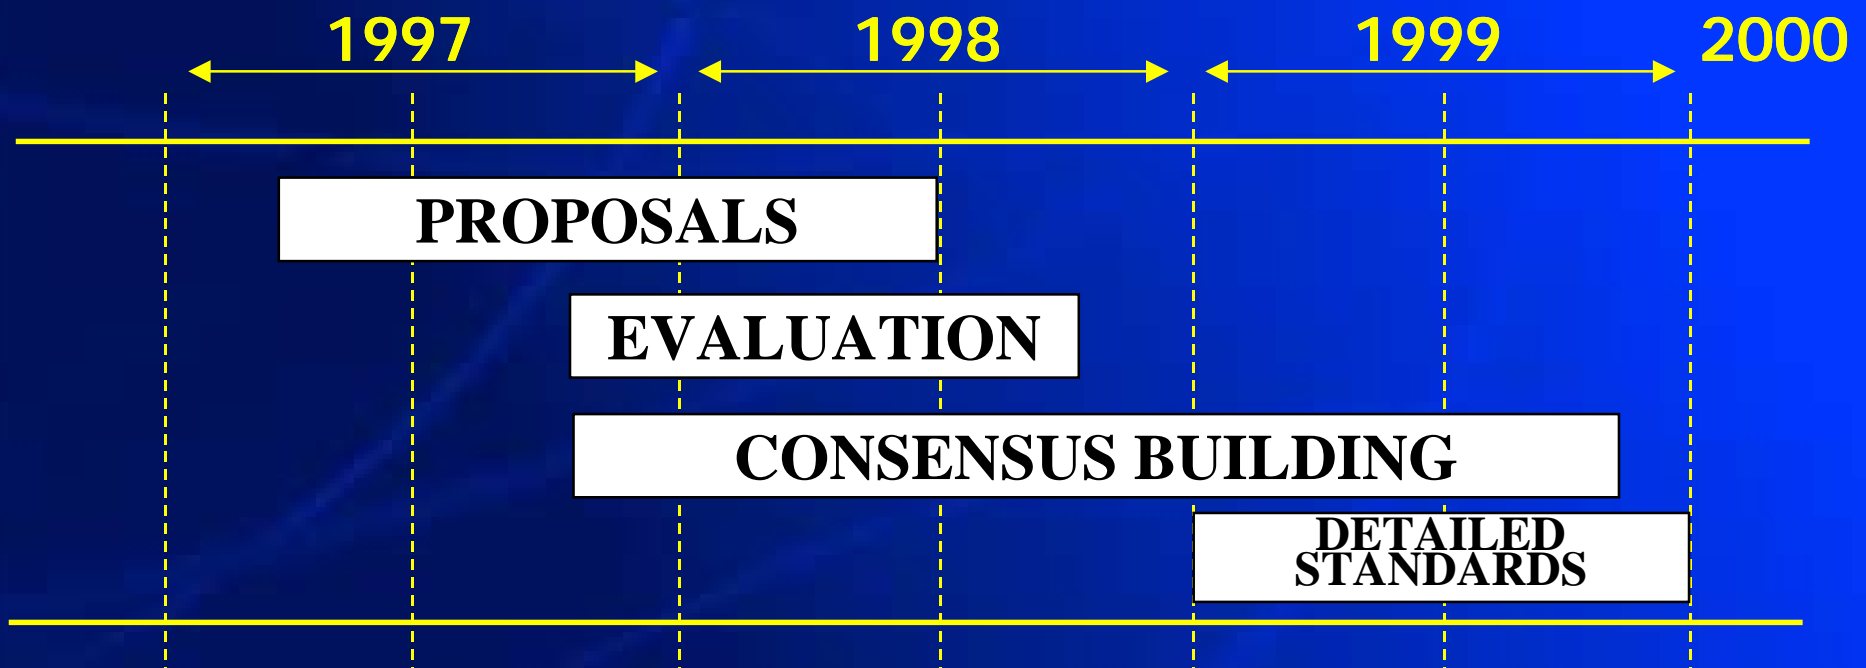 1997 1998 1999 2000
PROPOSALS
EVALUATION
CONSENSUS BUILDING
DETAILED
STANDARDS